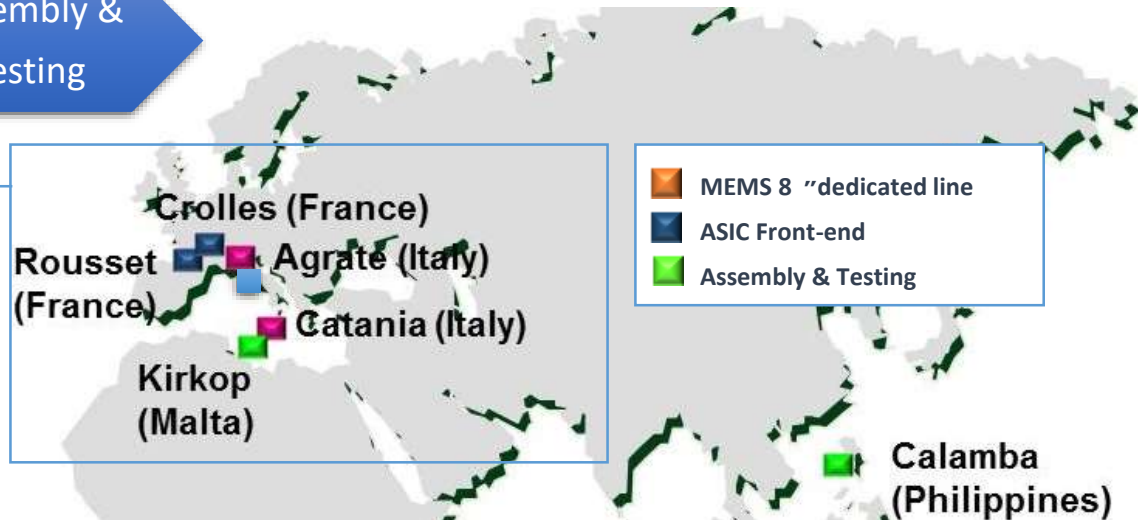 embly &
esting
MEMS 8 ″dedicated line
ASIC Front-end
Assembly & Testing
Crolles (France)
Rousset
(France)
Agrate (Italy)
Catania (Italy)
Kirkop
(Malta)
Calamba
(Philippines)